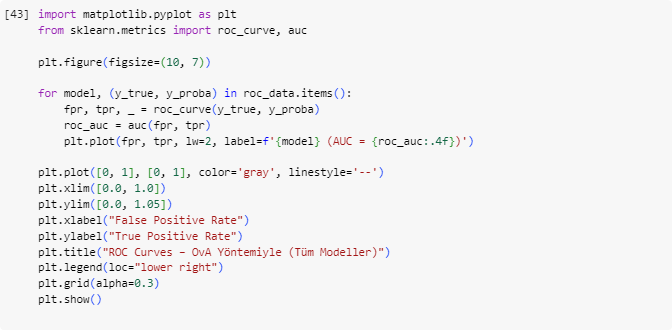 [43] import matplotlib.pyplot as plt
from sklearn.metrics import roc_curve, auc

plt.figure(figsize=(10, 7))

for model, (y_true, y_proba) in roc_data.items():
    fpr, tpr, _ = roc_curve(y_true, y_proba)
    roc_auc = auc(fpr, tpr)
    plt.plot(fpr, tpr, lw=2, label=f'{model} (AUC = {roc_auc:.4f})')

plt.plot([0, 1], [0, 1], color='gray', linestyle='--')
plt.xlim([0.0, 1.0])
plt.ylim([0.0, 1.05])
plt.xlabel("False Positive Rate")
plt.ylabel("True Positive Rate")
plt.title("ROC Curves – OvA Yöntemiyle (Tüm Modeller)")
plt.legend(loc="lower right")
plt.grid(alpha=0.3)
plt.show()